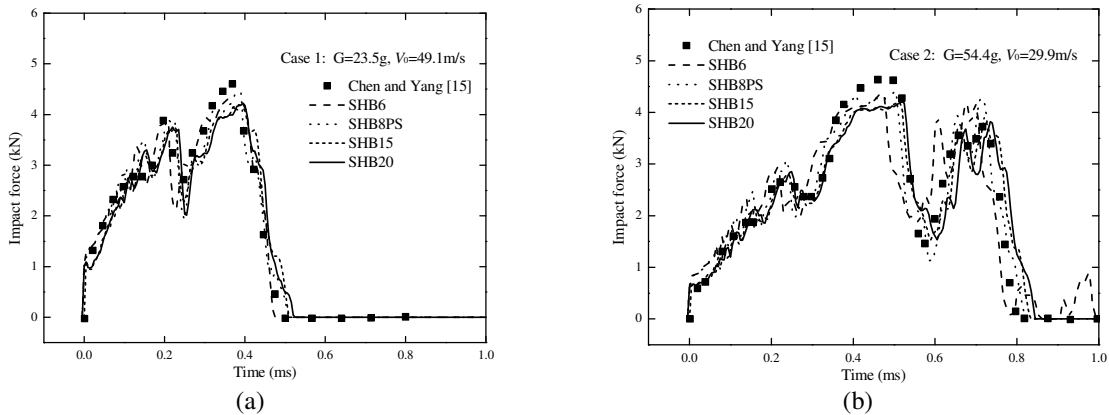 6
5
4
3
2
1
0
Impact force (kN)
0.0 0.2 0.4 0.6 0.8 1.0
Time (ms)
Case 1: G=23.5g, V0=49.1m/s
Chen and Yang [15]
SHB6
SHB8PS
SHB15
SHB20
(a)
6
5
4
3
2
1
0
Impact force (kN)
0.0 0.2 0.4 0.6 0.8 1.0
Time (ms)
Chen and Yang [15]
Case 2: G=54.4g, V0=29.9m/s
SHB6
SHB8PS
SHB15
SHB20
(b)